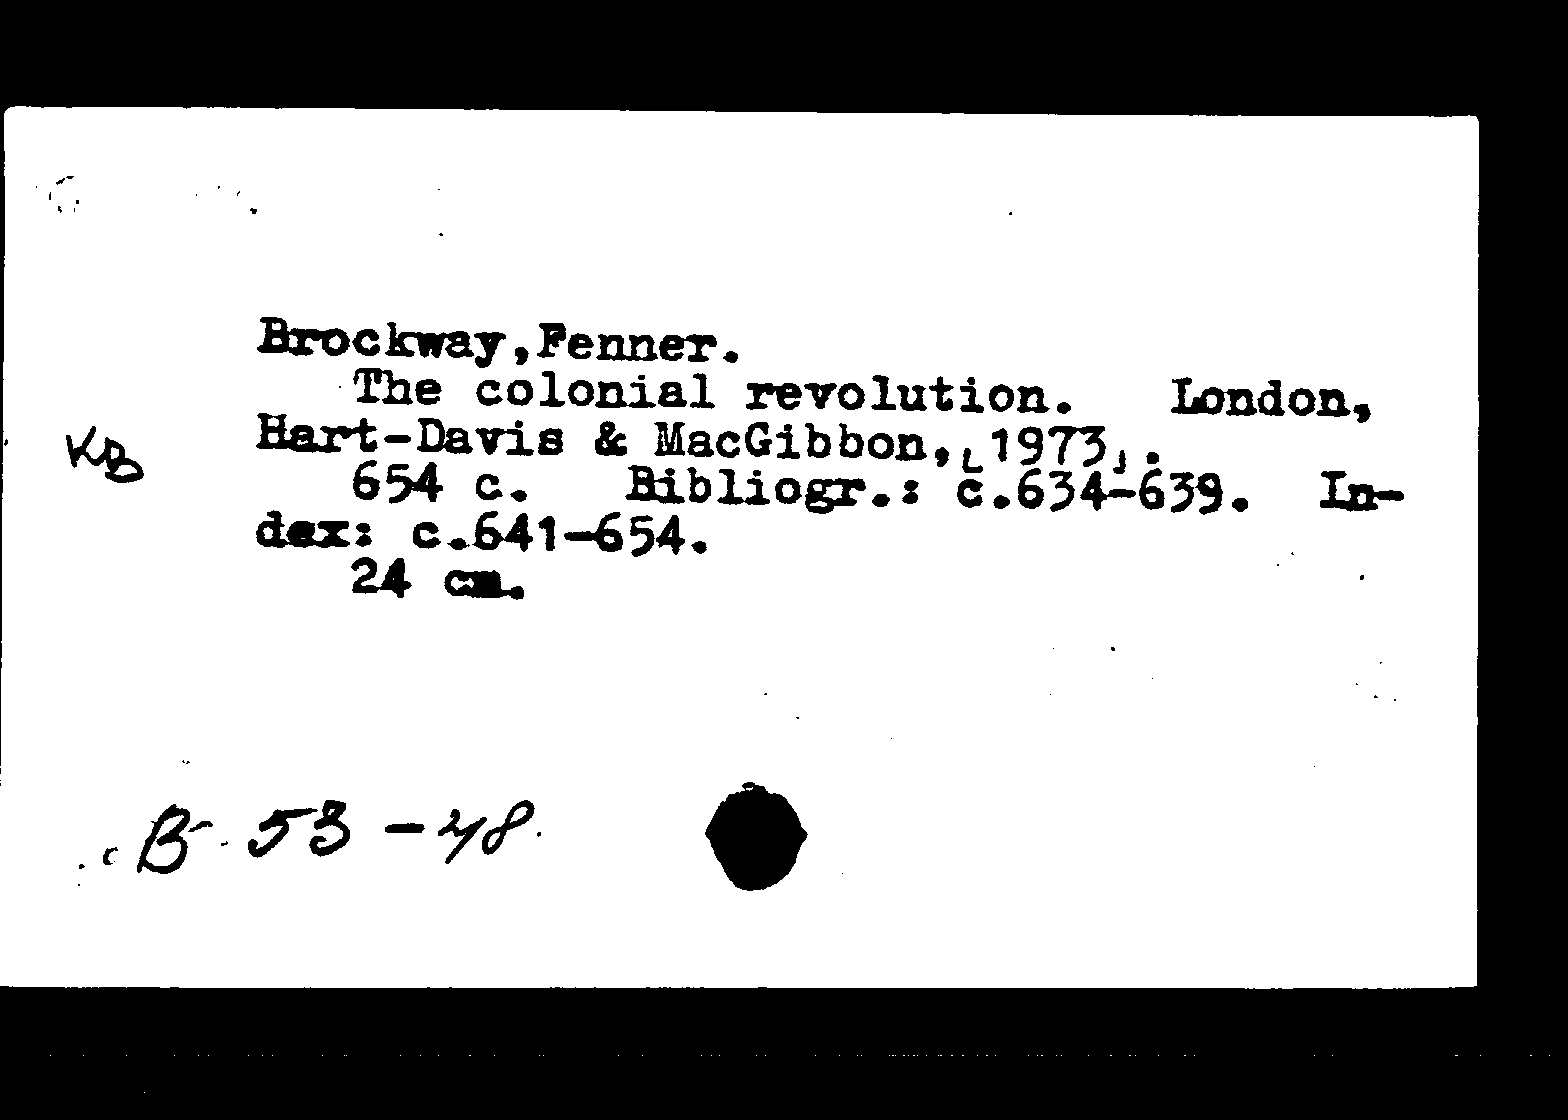 Brockway,Fenner.
The colonial revolution. London,
Hart-Davis & MacGibbon,[1973].
КВ
654 c. Bibliogr.: c.634-639. In-
dex: c.641-654.
24 cm.
B- 53 - 48